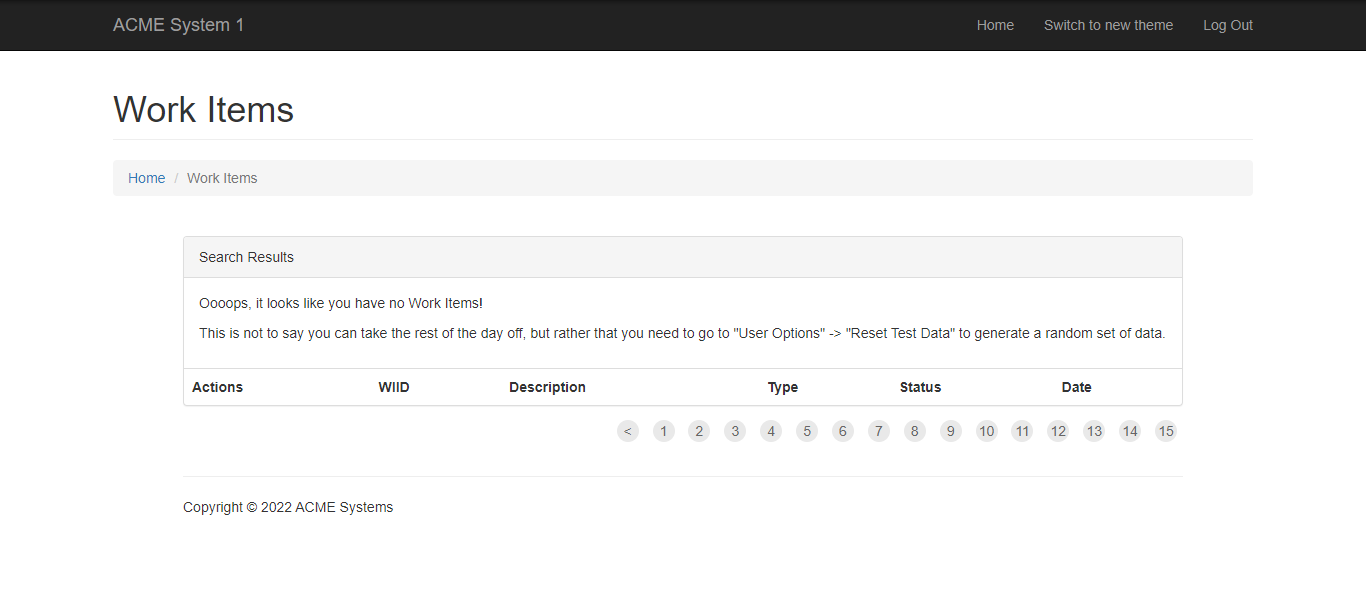 ACME System 1 Home Switch to new theme Log Out
Work Items
Home / Work Items
Search Results
Oooops, it looks like you have no Work Items!
This is not to say you can take the rest of the day off, but rather that you need to go to "User Options" -> "Reset Test Data" to generate a random set of data.
Actions WIID Description Type Status Date
< 1 2 3 4 5 6 7 8 9 10 11 12 13 14 15
Copyright © 2022 ACME Systems